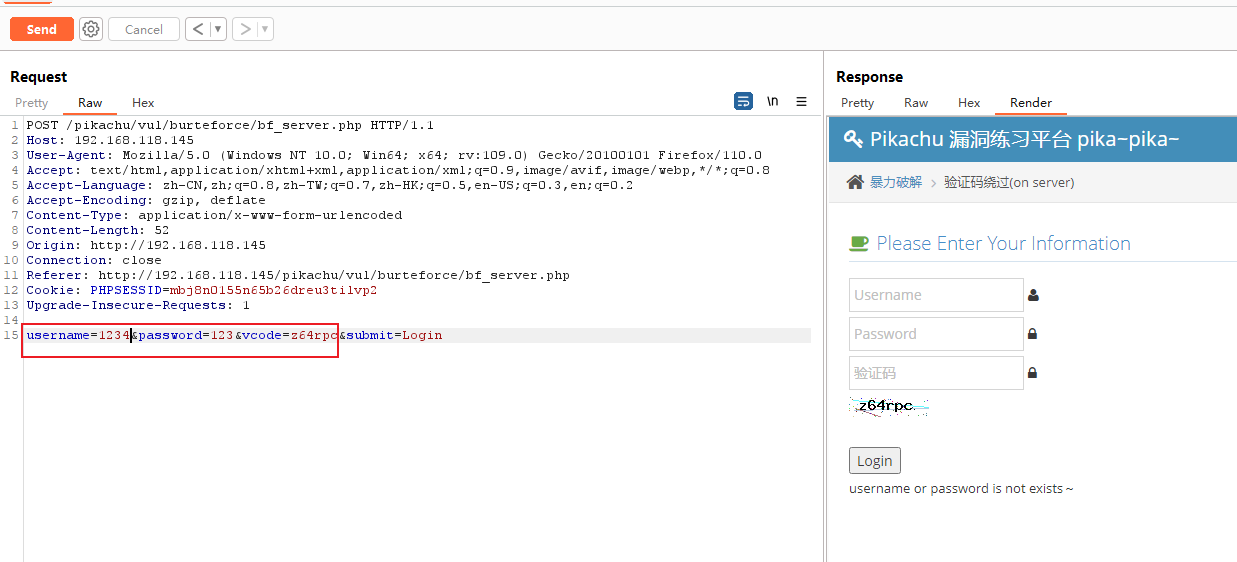 Send Cancel < ▼ > ▼
Request
Pretty Raw Hex \n
1 POST /pikachu/vul/burteforce/bf_server.php HTTP/1.1
2 Host: 192.168.118.145
3 User-Agent: Mozilla/5.0 (Windows NT 10.0; Win64; x64; rv:109.0) Gecko/20100101 Firefox/110.0
4 Accept: text/html,application/xhtml+xml,application/xml;q=0.9,image/avif,image/webp,*/*;q=0.8
5 Accept-Language: zh-CN,zh;q=0.8,zh-TW;q=0.7,zh-HK;q=0.5,en-US;q=0.3,en;q=0.2
6 Accept-Encoding: gzip, deflate
7 Content-Type: application/x-www-form-urlencoded
8 Content-Length: 52
9 Origin: http://192.168.118.145
10 Connection: close
11 Referer: http://192.168.118.145/pikachu/vul/burteforce/bf_server.php
12 Cookie: PHPSESSID=mbj8n0155n65b26dreu3tilvp2
13 Upgrade-Insecure-Requests: 1
14
15 username=1234&password=123&vcode=z64rpc&submit=Login
Response
Pretty Raw Hex Render
Pikachu 漏洞练习平台 pika~pika~
暴力破解 > 验证码绕过(on server)
Please Enter Your Information
Username
Password
验证码
z64rpc
Login
username or password is not exists～